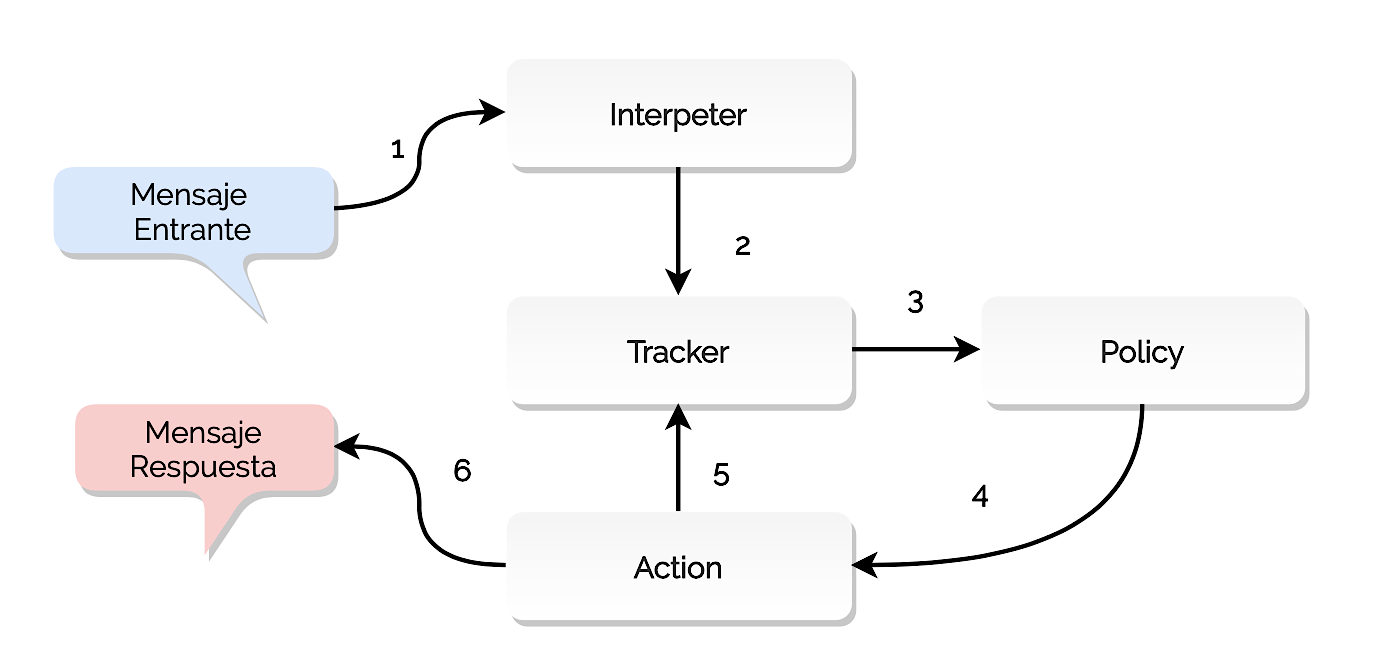 Interpeter
1
Mensaje
Entrante
2
3
Tracker
Policy
Mensaje
Respuesta
6
5
4
Action